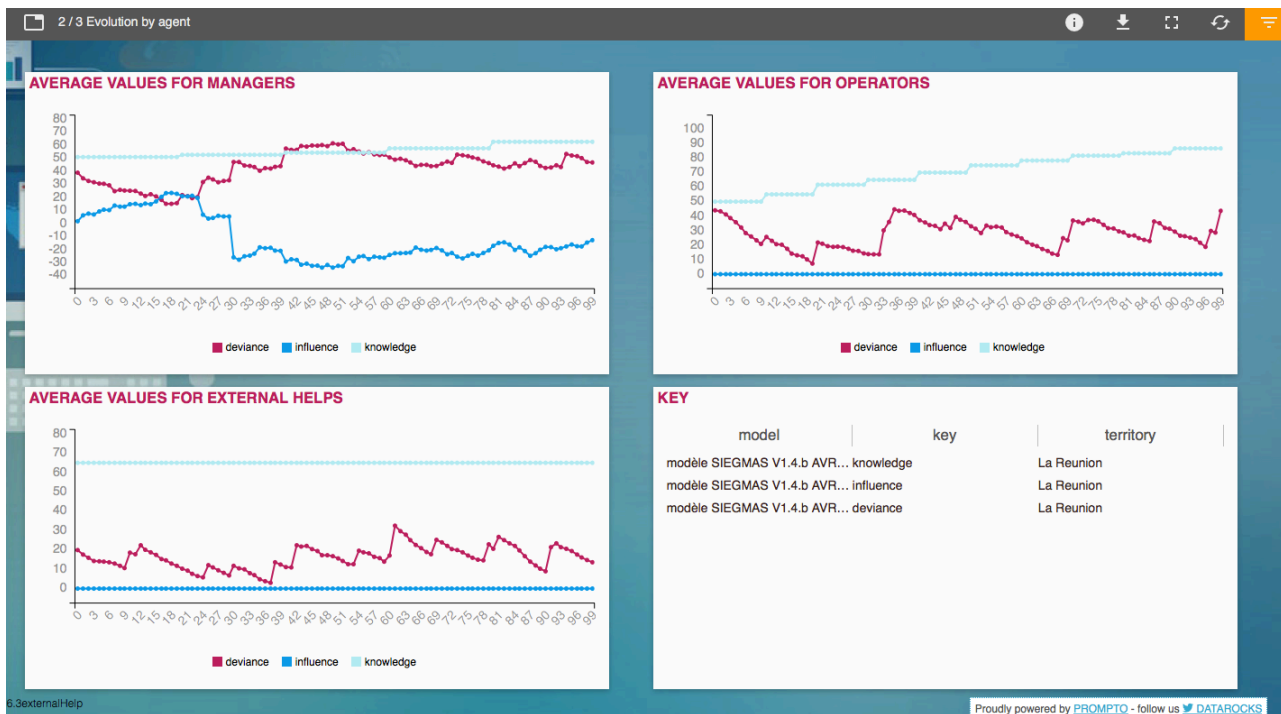 2 / 3 Evolution by agent
AVERAGE VALUES FOR MANAGERS
80
70
60
50
40
30
20
10
0
-10
-20
-30
-40
0 3 6 9 12 15 18 21 24 27 30 33 36 39 42 45 48 51 54 57 60 63 66 69 72 75 78 81 84 87 90 93 96 99
deviance influence knowledge
AVERAGE VALUES FOR OPERATORS
100
90
80
70
60
50
40
30
20
10
0
0 3 6 9 12 15 18 21 24 27 30 33 36 39 42 45 48 51 54 57 60 63 66 69 72 75 78 81 84 87 90 93 96 99
deviance influence knowledge
AVERAGE VALUES FOR EXTERNAL HELPS
80
70
60
50
40
30
20
10
0
0 3 6 9 12 15 18 21 24 27 30 33 36 39 42 45 48 51 54 57 60 63 66 69 72 75 78 81 84 87 90 93 96 99
deviance influence knowledge
KEY
model key territory
modèle SIEGMAS V1.4.b AVR... knowledge La Reunion
modèle SIEGMAS V1.4.b AVR... influence La Reunion
modèle SIEGMAS V1.4.b AVR... deviance La Reunion
6.3externalHelp
Proudly powered by PROMPTO - follow us DATAROCKS